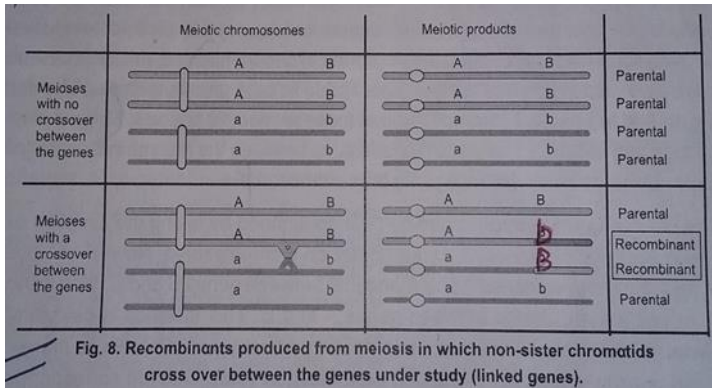 Meiotic chromosomes
Meiotic products
Meioses
with no
crossover
between
the genes
A B
A B
a b
a b
A B
A B
a b
a b
Parental
Parental
Parental
Parental
Meioses
with a
crossover
between
the genes
A B
A B
a b
a b
A B
A b
a B
a b
Parental
Recombinant
Recombinant
Parental
Fig. 8. Recombinants produced from meiosis in which non-sister chromatids
cross over between the genes under study (linked genes).